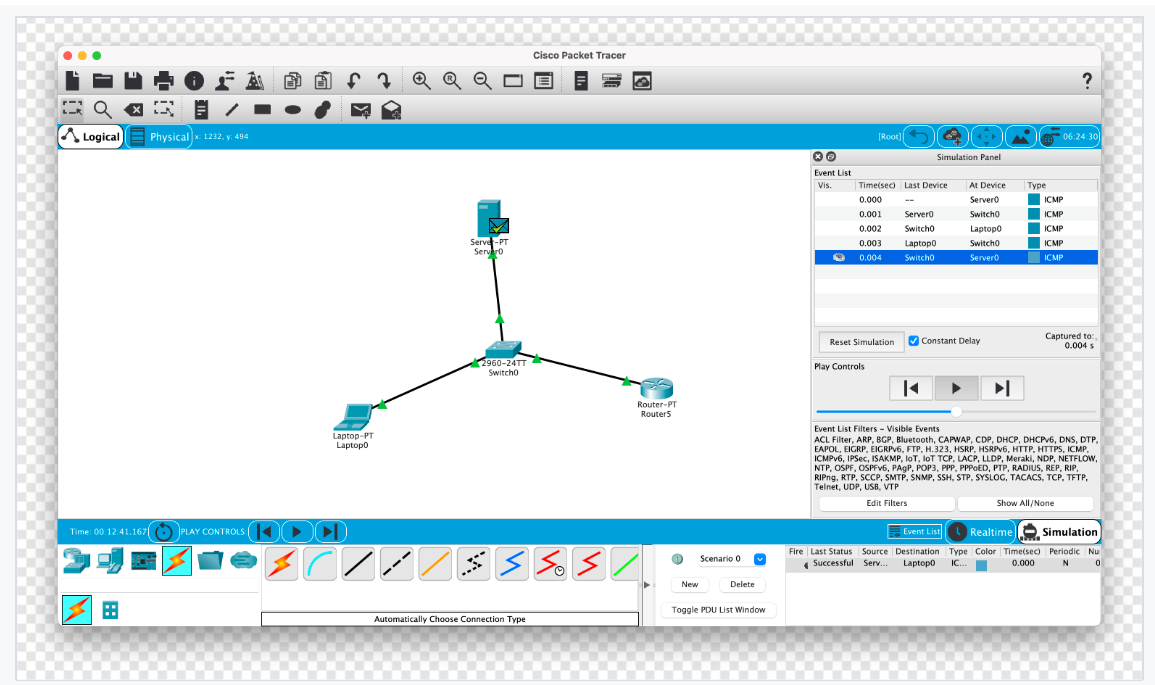 Cisco Packet Tracer
Logical
Physical
x: 1232, y: 494
[Root]
06:24.30
Simulation Panel
Event List
Vis. Time(sec) Last Device At Device Type
0.000 -- Server0 ICMP
0.001 Server0 Switch0 ICMP
0.002 Switch0 Laptop0 ICMP
0.003 Laptop0 Switch0 ICMP
0.004 Switch0 Server0 ICMP
Reset Simulation
Constant Delay
Captured to:
0.004 s
Play Controls
Event List Filters - Visible Events
ACL Filter, ARP, BGP, Bluetooth, CAPWAP, CDP, DHCP, DHCPv6, DNS, DTP,
EAPOL, EIGRP, EIGRPv6, FTP, H.323, HSRP, HSRPv6, HTTP, HTTPS, ICMP,
ICMPv6, IPSec, ISAKMP, IoT, IoT TCP, LACP, LLDP, Meraki, NDP, NETFLOW,
NTP, OSPF, OSPFv6, PAgP, POP3, PPP, PPPoED, PTP, RADIUS, REP, RIP,
RIPng, RTP, SCCP, SMTP, SNMP, SSH, STP, SYSLOG, TACACS, TCP, TFTP,
Telnet, UDP, USB, VTP
Edit Filters
Show All/None
Server-PT
Server0
2960-24TT
Switch0
Router-PT
Router5
Laptop-PT
Laptop0
Time: 00:12:41.167
PLAY CONTROLS
Event List
Realtime
Simulation
Automatically Choose Connection Type
Scenario 0
New
Delete
Toggle PDU List Window
Fire Last Status Source Destination Type Color Time(sec) Periodic Nu
Successful Serv... Laptop0 IC... 0.000 N 0